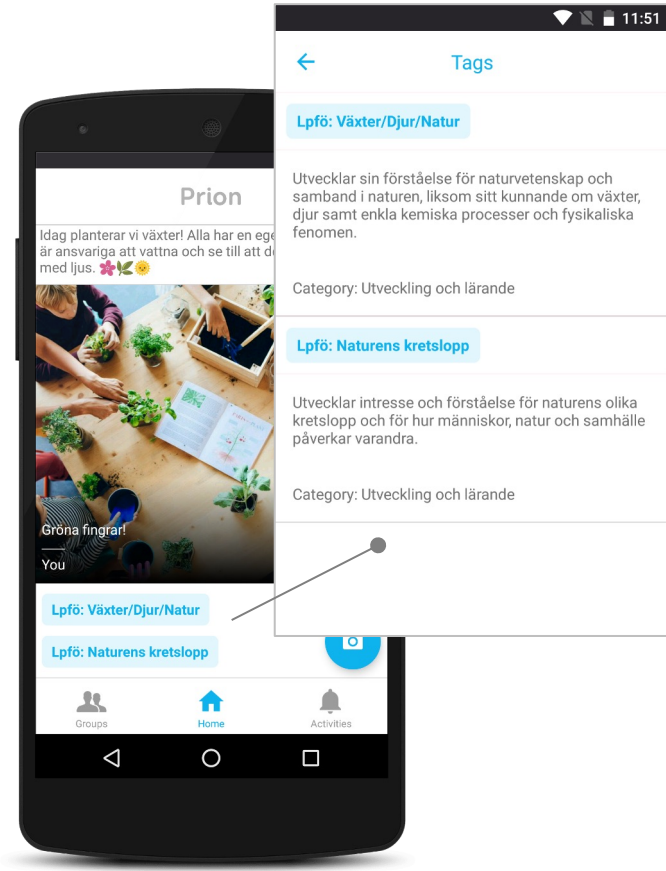 11:51
Tags
Lpfö: Växter/Djur/Natur
Utvecklar sin förståelse för naturvetenskap och
samband i naturen, liksom sitt kunnande om växter,
djur samt enkla kemiska processer och fysikaliska
fenomen.
Category: Utveckling och lärande
Lpfö: Naturens kretslopp
Utvecklar intresse och förståelse för naturens olika
kretslopp och för hur människor, natur och samhälle
påverkar varandra.
Category: Utveckling och lärande
Prion
Idag planterar vi växter! Alla har en ege
är ansvariga att vattna och se till att de
med ljus. 🌸🌿🌞
Gröna fingrar!
You
Lpfö: Växter/Djur/Natur
Lpfö: Naturens kretslopp
Groups
Home
Activities